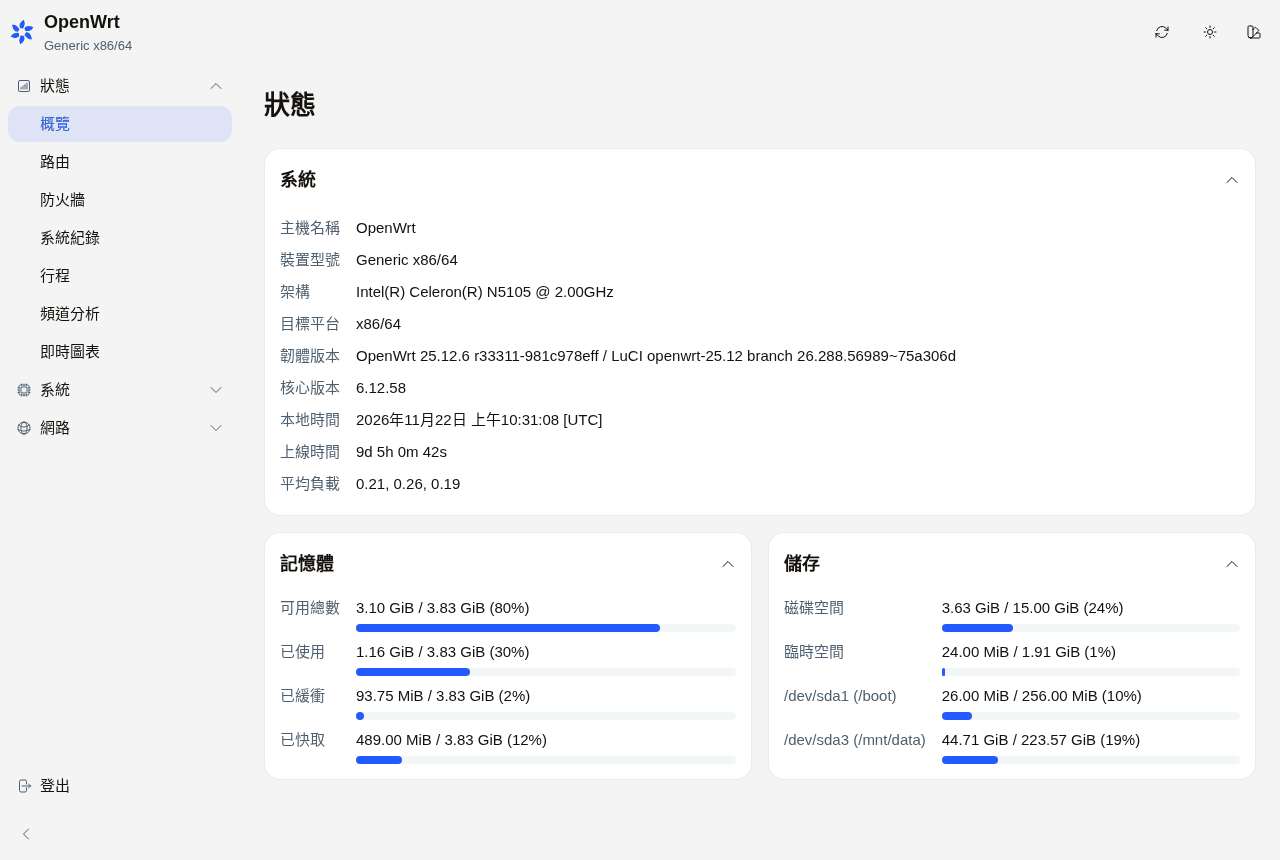 OpenWrt
Generic x86/64
狀態
概覽
路由
防火牆
系統紀錄
行程
頻道分析
即時圖表
系統
網路
登出
狀態
系統
主機名稱 OpenWrt
裝置型號 Generic x86/64
架構 Intel(R) Celeron(R) N5105 @ 2.00GHz
目標平台 x86/64
韌體版本 OpenWrt 25.12.6 r33311-981c978eff / LuCI openwrt-25.12 branch 26.288.56989~75a306d
核心版本 6.12.58
本地時間 2026年11月22日 上午10:31:08 [UTC]
上線時間 9d 5h 0m 42s
平均負載 0.21, 0.26, 0.19
記憶體
可用總數 3.10 GiB / 3.83 GiB (80%)
已使用 1.16 GiB / 3.83 GiB (30%)
已緩衝 93.75 MiB / 3.83 GiB (2%)
已快取 489.00 MiB / 3.83 GiB (12%)
儲存
磁碟空間 3.63 GiB / 15.00 GiB (24%)
臨時空間 24.00 MiB / 1.91 GiB (1%)
/dev/sda1 (/boot) 26.00 MiB / 256.00 MiB (10%)
/dev/sda3 (/mnt/data) 44.71 GiB / 223.57 GiB (19%)